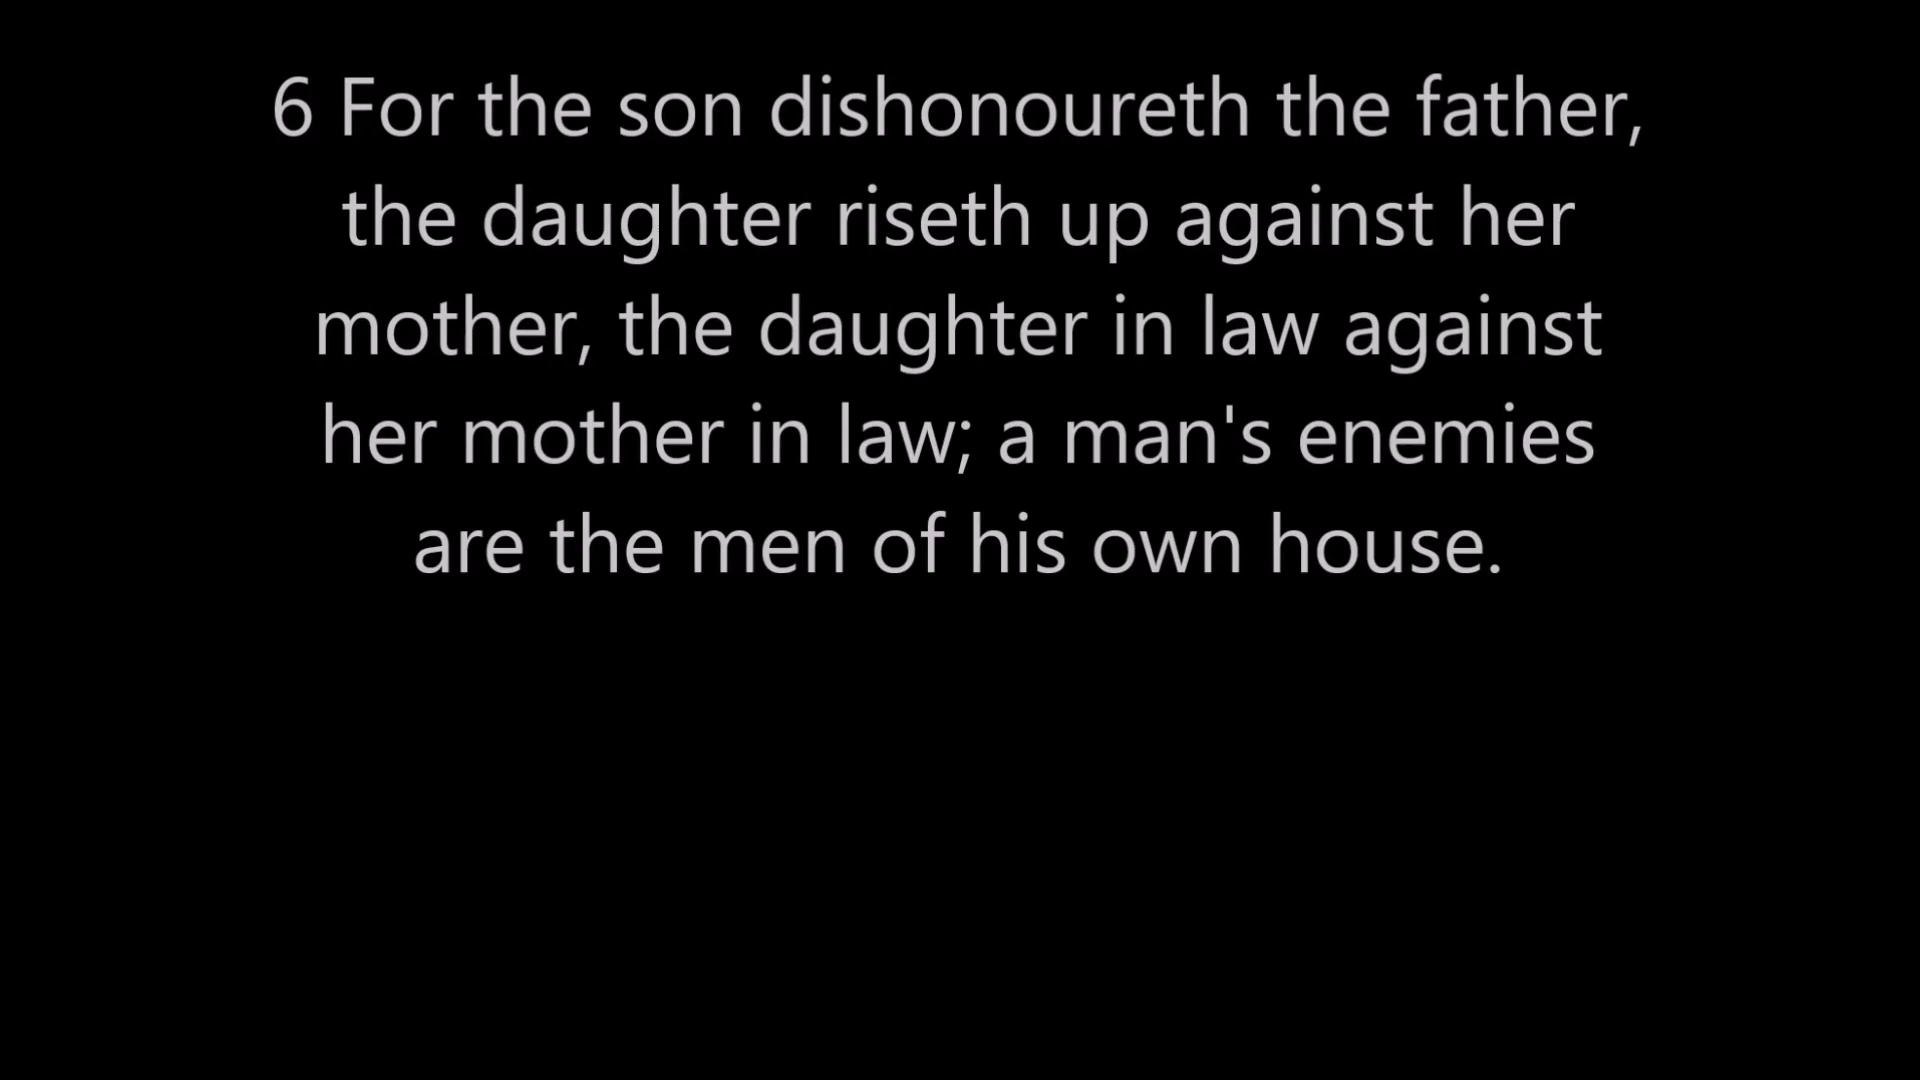 6 For the son dishonoureth the father,
the daughter riseth up against her
mother, the daughter in law against
her mother in law; a man's enemies
are the men of his own house.